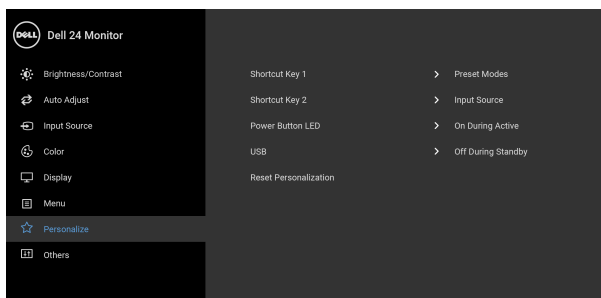 DELL Dell 24 Monitor
Brightness/Contrast
Auto Adjust
Input Source
Color
Display
Menu
Personalize
Others
Shortcut Key 1 > Preset Modes
Shortcut Key 2 > Input Source
Power Button LED > On During Active
USB > Off During Standby
Reset Personalization